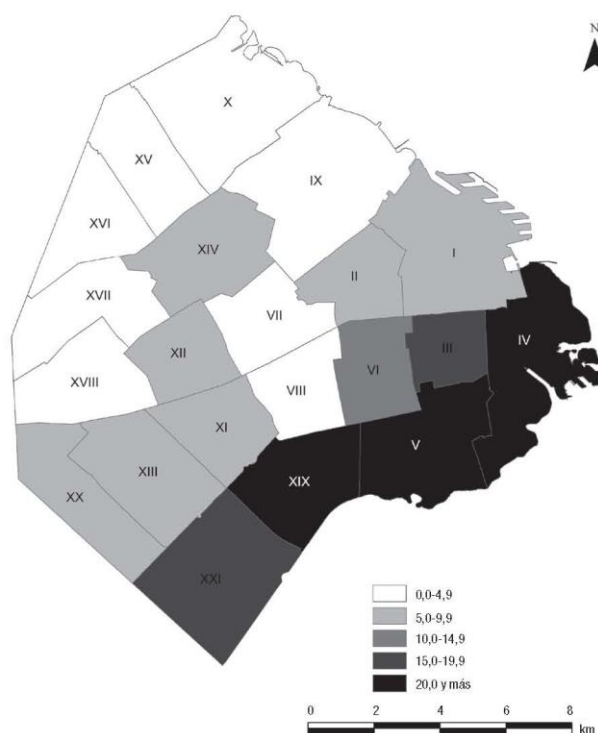 N
X
XV
IX
XVI
XIV
I
II
XVII
VII
IV
III
XII
VI
XVIII
VIII
XI
V
XIII
XIX
XX
XXI
0,0-4,9
5,0-9,9
10,0-14,9
15,0-19,9
20,0 y más
0 2 4 6 8
km